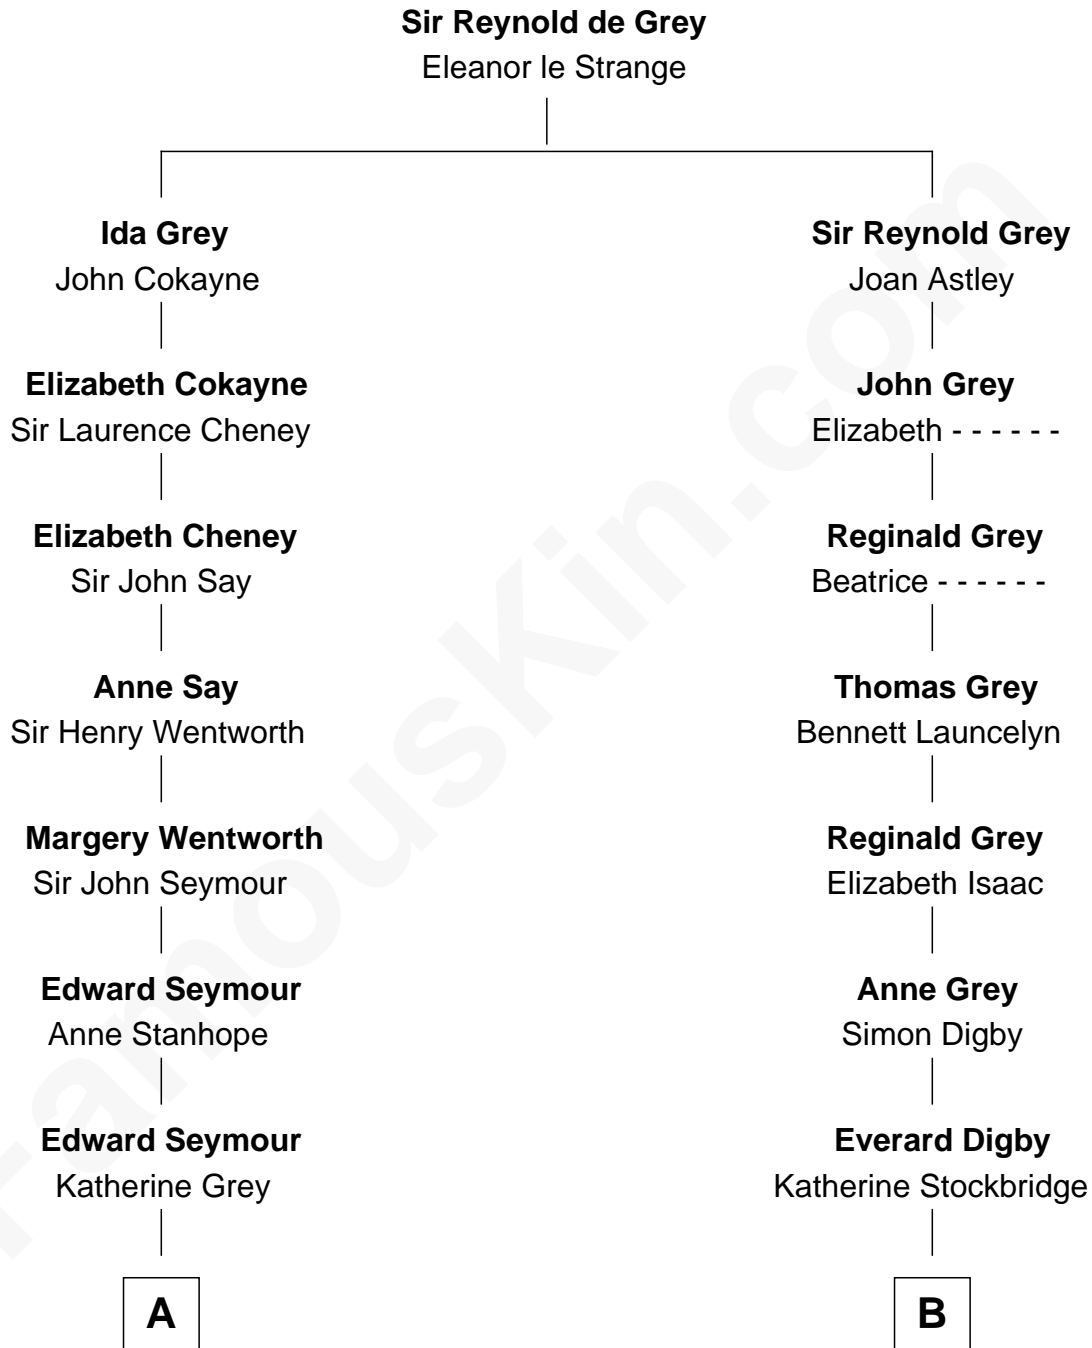 Sir Reynold de Grey
Eleanor le Strange
Ida Grey
John Cokayne
Sir Reynold Grey
Joan Astley
Elizabeth Cokayne
Sir Laurence Cheney
John Grey
Elizabeth - - - - - -
Elizabeth Cheney
Sir John Say
Reginald Grey
Beatrice - - - - - -
Anne Say
Sir Henry Wentworth
Thomas Grey
Bennett Launcelyn
Margery Wentworth
Sir John Seymour
Reginald Grey
Elizabeth Isaac
Edward Seymour
Anne Stanhope
Anne Grey
Simon Digby
Edward Seymour
Katherine Grey
Everard Digby
Katherine Stockbridge
A
B
FamousKin.com